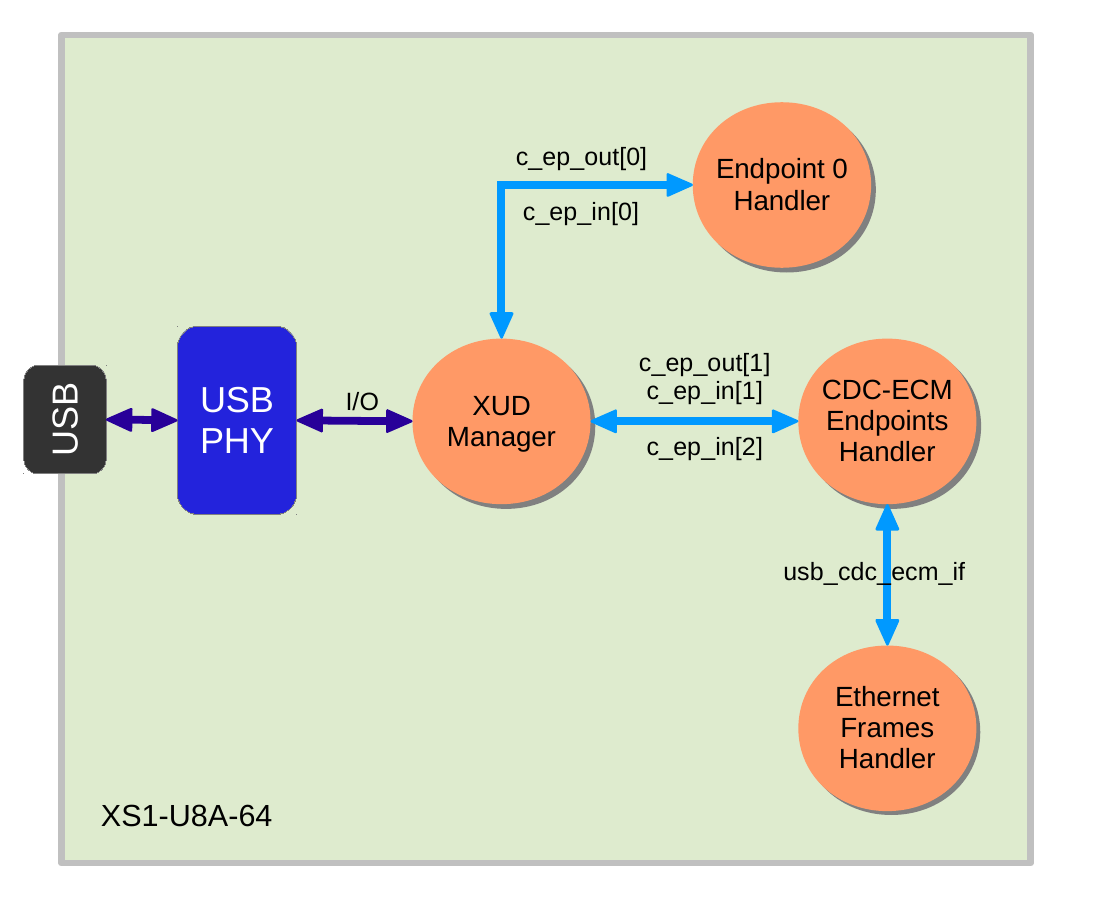 c_ep_out[0]
c_ep_in[0]
Endpoint 0
Handler
USB
USB
PHY
I/O
XUD
Manager
c_ep_out[1]
c_ep_in[1]
c_ep_in[2]
CDC-ECM
Endpoints
Handler
usb_cdc_ecm_if
Ethernet
Frames
Handler
XS1-U8A-64